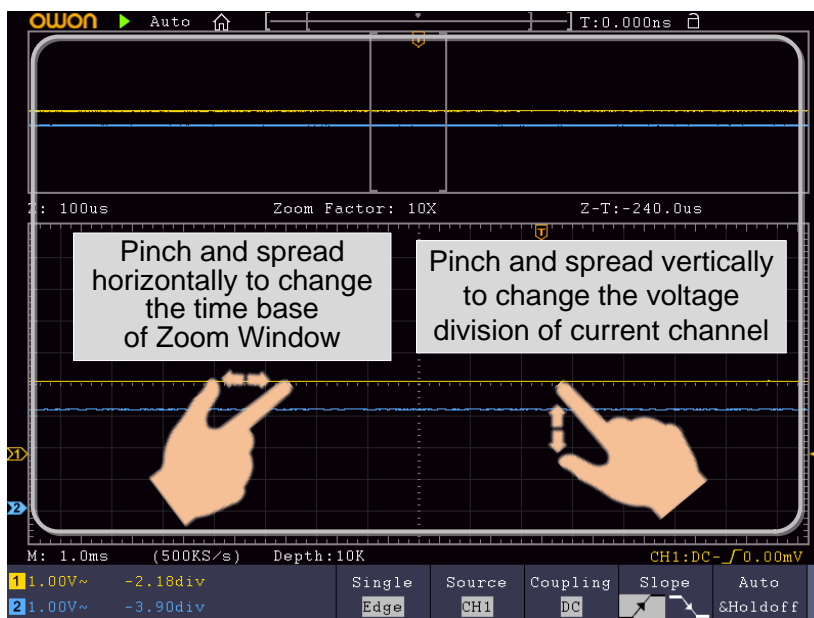 owon Auto T:0.000ns
T
Z: 100us Zoom Factor: 10X Z-T:-240.0us
T
Pinch and spread
horizontally to change
the time base
of Zoom Window
Pinch and spread vertically
to change the voltage
division of current channel
1
2
M: 1.0ms (500KS/s) Depth:10K CH1:DC- 0.00mV
1 1.00V~ -2.18div
2 1.00V~ -3.90div
Single
Edge
Source
CH1
Coupling
DC
Slope
Auto
&Holdoff